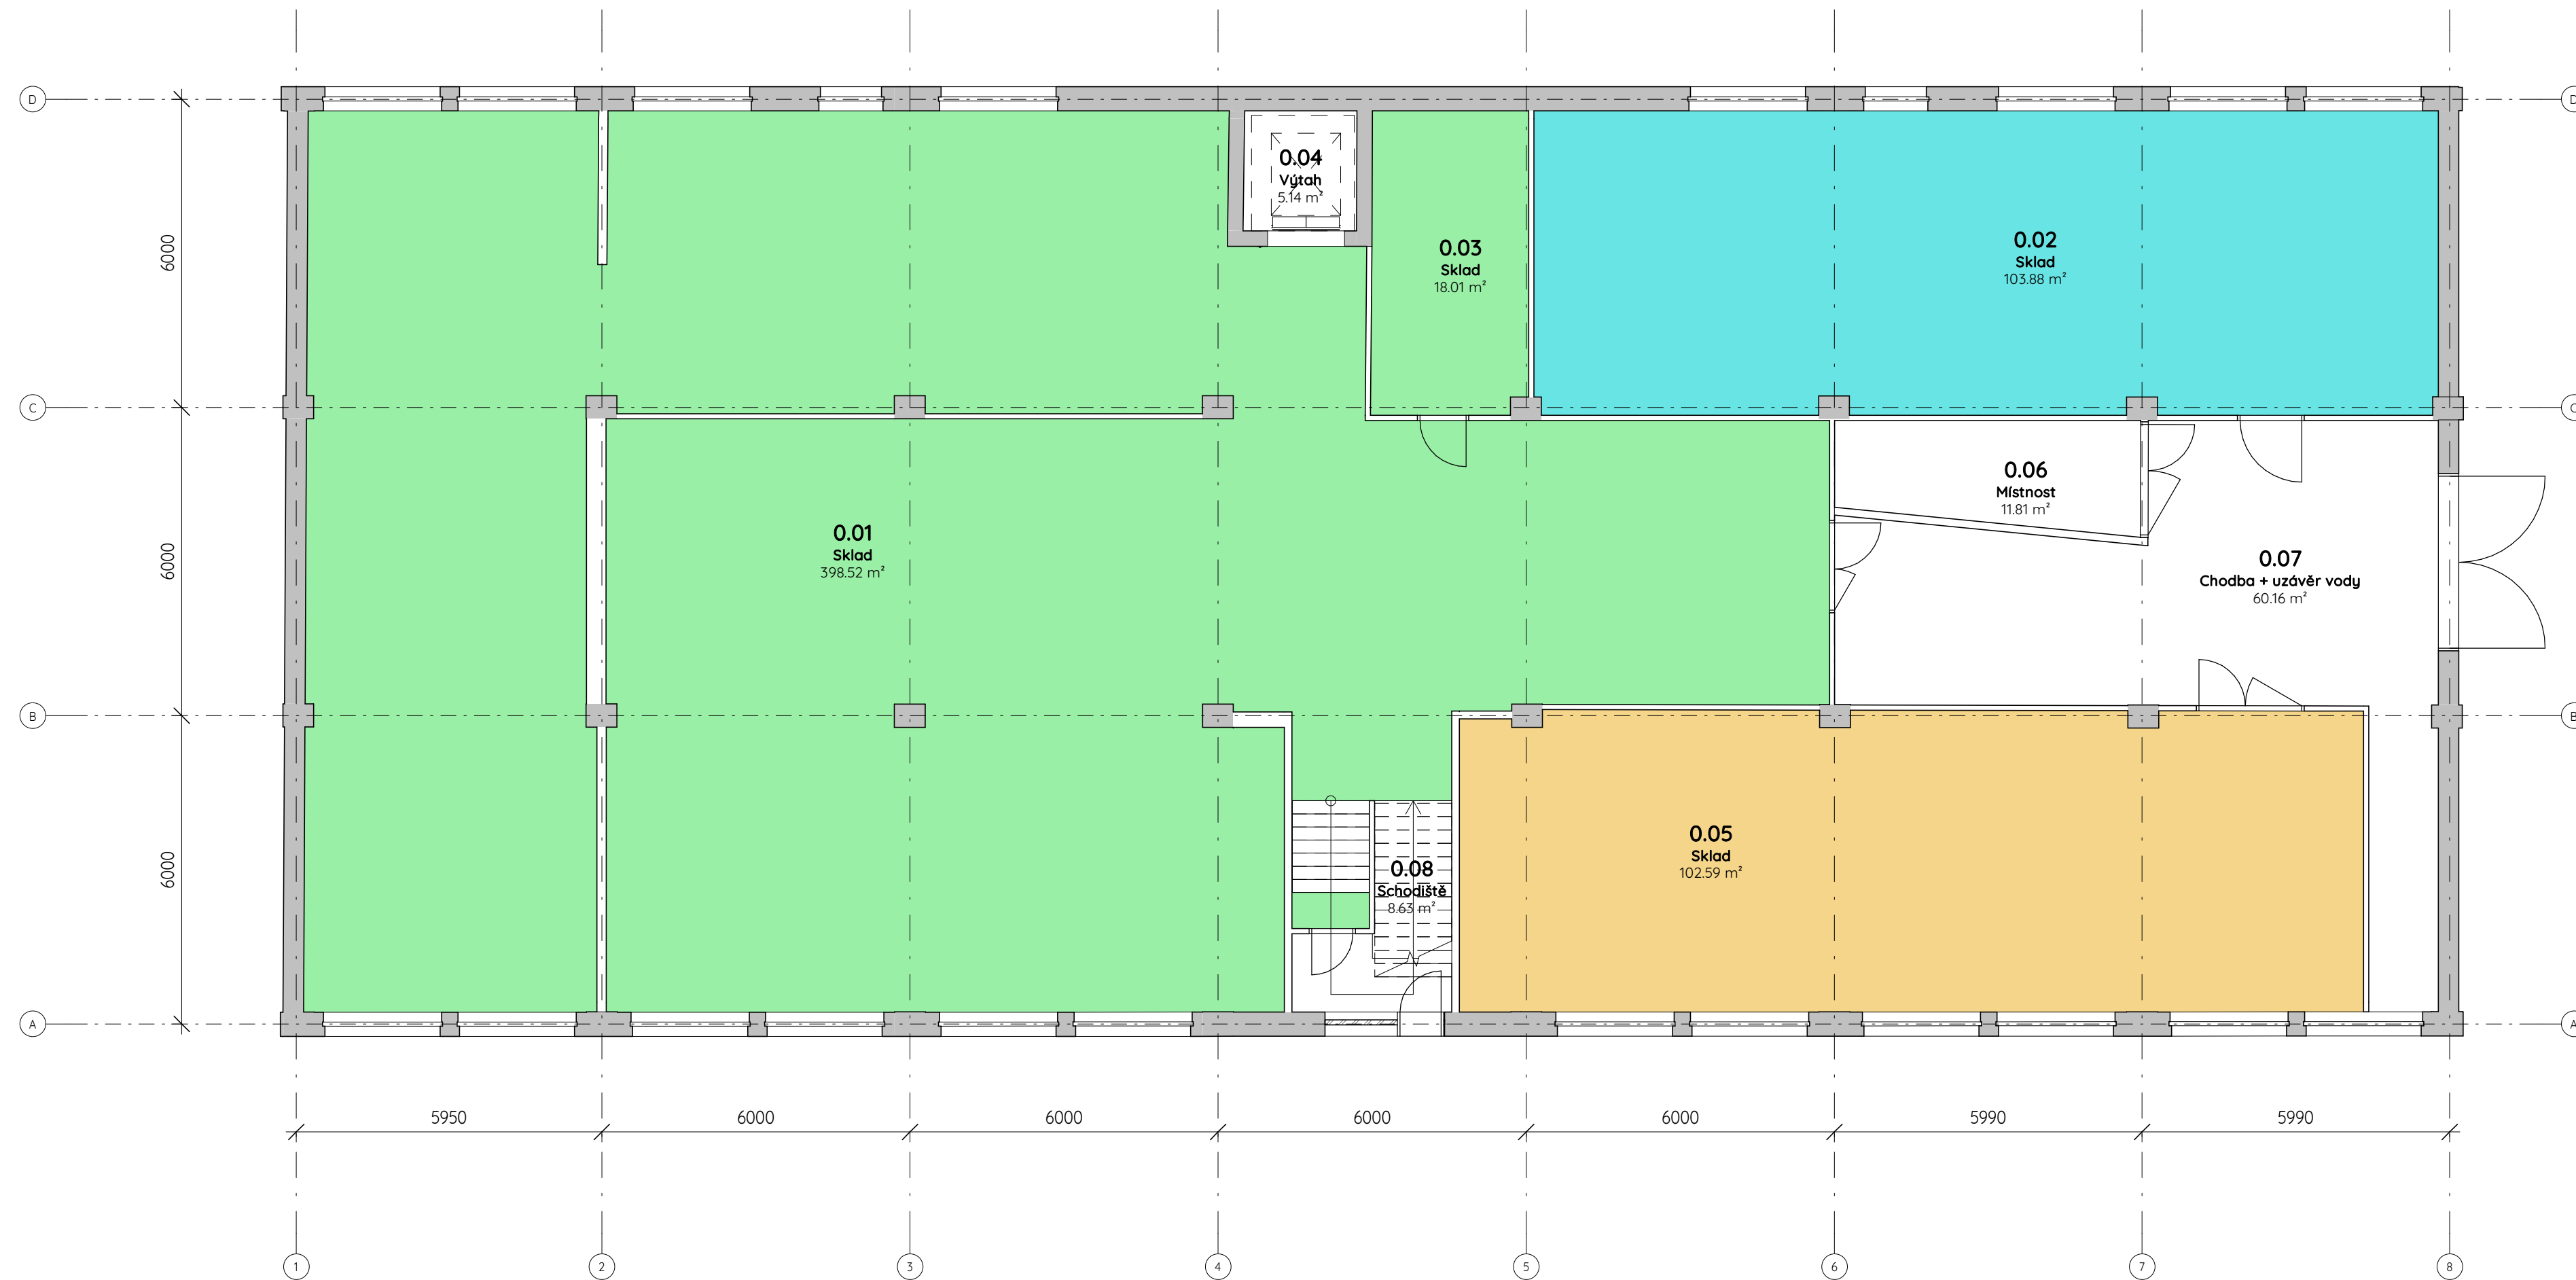 D
D
0.04
Výtah
5.14 m²
0.03
Sklad
18.01 m²
0.02
Sklad
103.88 m²
6000
C
C
0.06
Místnost
11.81 m²
0.01
Sklad
398.52 m²
0.07
Chodba + uzávěr vody
60.16 m²
6000
B
B
0.05
Sklad
102.59 m²
0.08
Schodiště
8.63 m²
6000
A
A
5950
6000
6000
6000
6000
5990
5990
1
2
3
4
5
6
7
8